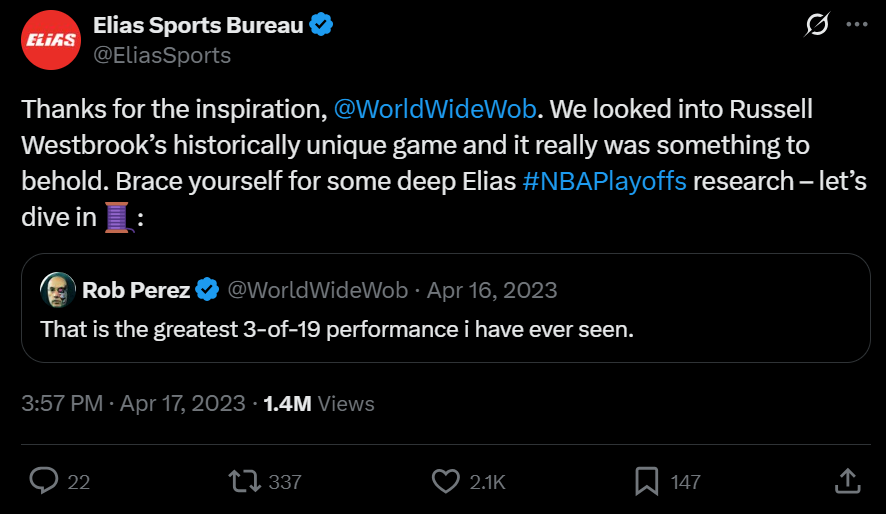 ELiAS
Elias Sports Bureau
@EliasSports
Thanks for the inspiration, @WorldWideWob. We looked into Russell
Westbrook’s historically unique game and it really was something to
behold. Brace yourself for some deep Elias #NBAPlayoffs research – let’s
dive in 🧵:
Rob Perez @WorldWideWob · Apr 16, 2023
That is the greatest 3-of-19 performance i have ever seen.
3:57 PM · Apr 17, 2023 · 1.4M Views
22 337 2.1K 147